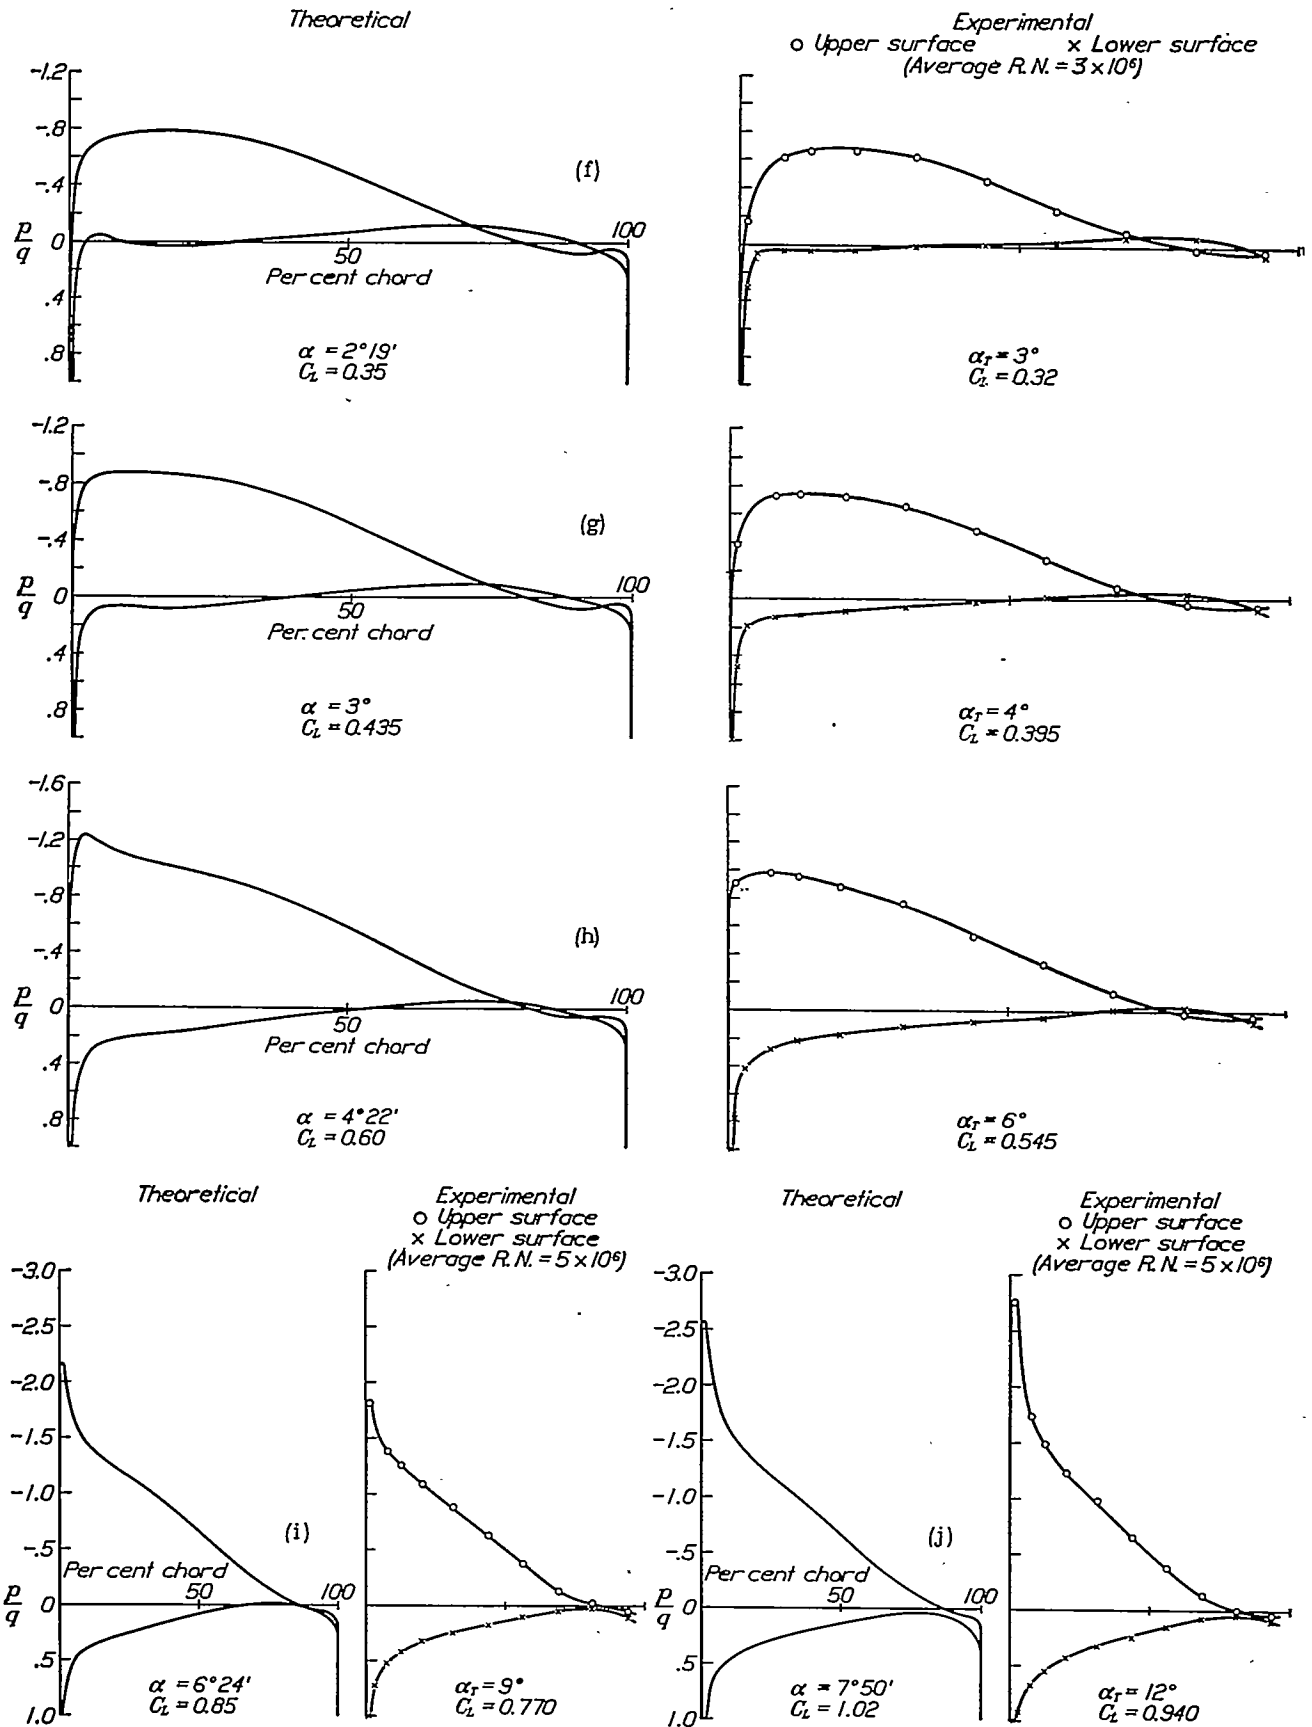 Theoretical
Experimental
o Upper surface x Lower surface
(Average R.N. = 3×10⁶)
-1.2
-.8
-.4
0
.4
.8
p/q
50
100
Per cent chord
(f)
α = 2°19'
C_L = 0.35
α_T = 3°
C_L = 0.32
-1.2
-.8
-.4
0
.4
.8
p/q
50
100
Per cent chord
(g)
α = 3°
C_L = 0.435
α_T = 4°
C_L = 0.395
-1.6
-1.2
-.8
-.4
0
.4
.8
p/q
50
100
Per cent chord
(h)
α = 4°22'
C_L = 0.60
α_T = 6°
C_L = 0.545
Theoretical
Experimental
o Upper surface
x Lower surface
(Average R.N. = 5×10⁶)
-3.0
-2.5
-2.0
-1.5
-1.0
-.5
0
.5
1.0
p/q
Per cent chord
50
100
(i)
α = 6°24'
C_L = 0.85
α_T = 9°
C_L = 0.770
Theoretical
Experimental
o Upper surface
x Lower surface
(Average R.N. = 5×10⁶)
-3.0
-2.5
-2.0
-1.5
-1.0
-.5
0
.5
1.0
p/q
Per cent chord
50
100
(j)
α = 7°50'
C_L = 1.02
α_T = 12°
C_L = 0.940